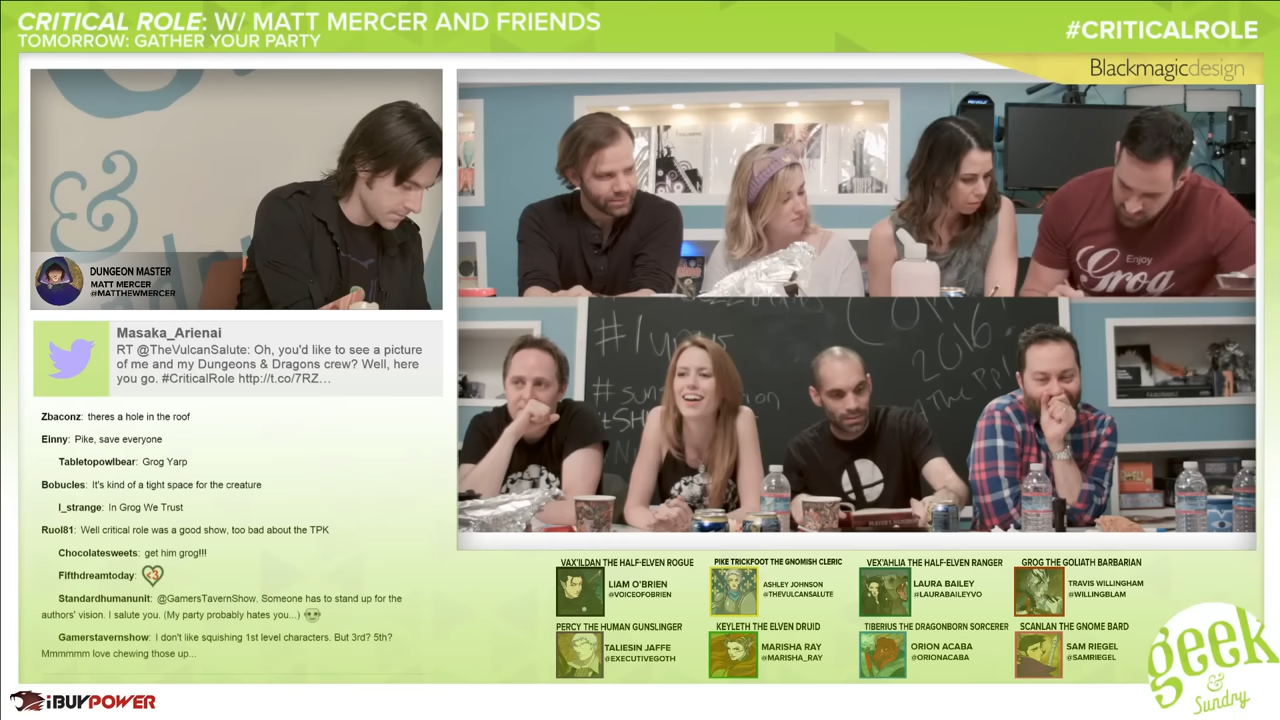 CRITICAL ROLE: W/ MATT MERCER AND FRIENDS
TOMORROW: GATHER YOUR PARTY
#CRITICALROLE
Blackmagicdesign
&
DUNGEON MASTER
MATT MERCER
@MATTHEWMERCER
Enjoy
Grog
2016
The
Masaka_Arienai
RT @TheVulcanSalute: Oh, you'd like to see a picture
of me and my Dungeons & Dragons crew? Well, here
you go. #CriticalRole http://t.co/7RZ…
Zbaconz: theres a hole in the roof
Einny: Pike, save everyone
Tabletopowlbear: Grog Yarp
Bobucles: It's kind of a tight space for the creature
I_strange: In Grog We Trust
Ruol81: Well critical role was a good show, too bad about the TPK
Chocolatesweets: get him grog!!!
Fifthdreamtoday: <3
Standardhumanunit: @GamersTavernShow, Someone has to stand up for the
authors' vision. I salute you. (My party probably hates you...)
Gamerstavernshow: I don't like squishing 1st level characters. But 3rd? 5th?
Mmmmmm love chewing those up...
VAX'ILDAN THE HALF-ELVEN ROGUE
LIAM O'BRIEN
@VOICEOFOBRIEN
PIKE TRICKFOOT THE GNOMISH CLERIC
ASHLEY JOHNSON
@THEVULCANSALUTE
VEX'AHLIA THE HALF-ELVEN RANGER
LAURA BAILEY
@LAURABAILEYVO
GROG THE GOLIATH BARBARIAN
TRAVIS WILLINGHAM
@WILLINGBLAM
PERCY THE HUMAN GUNSLINGER
TALIESIN JAFFE
@EXECUTIVEGOTH
KEYLETH THE ELVEN DRUID
MARISHA RAY
@MARISHA_RAY
TIBERIUS THE DRAGONBORN SORCERER
ORION ACABA
@ORIONACABA
SCANLAN THE GNOME BARD
SAM RIEGEL
@SAMRIEGEL
geek
&
Sundry
iBUYPOWER